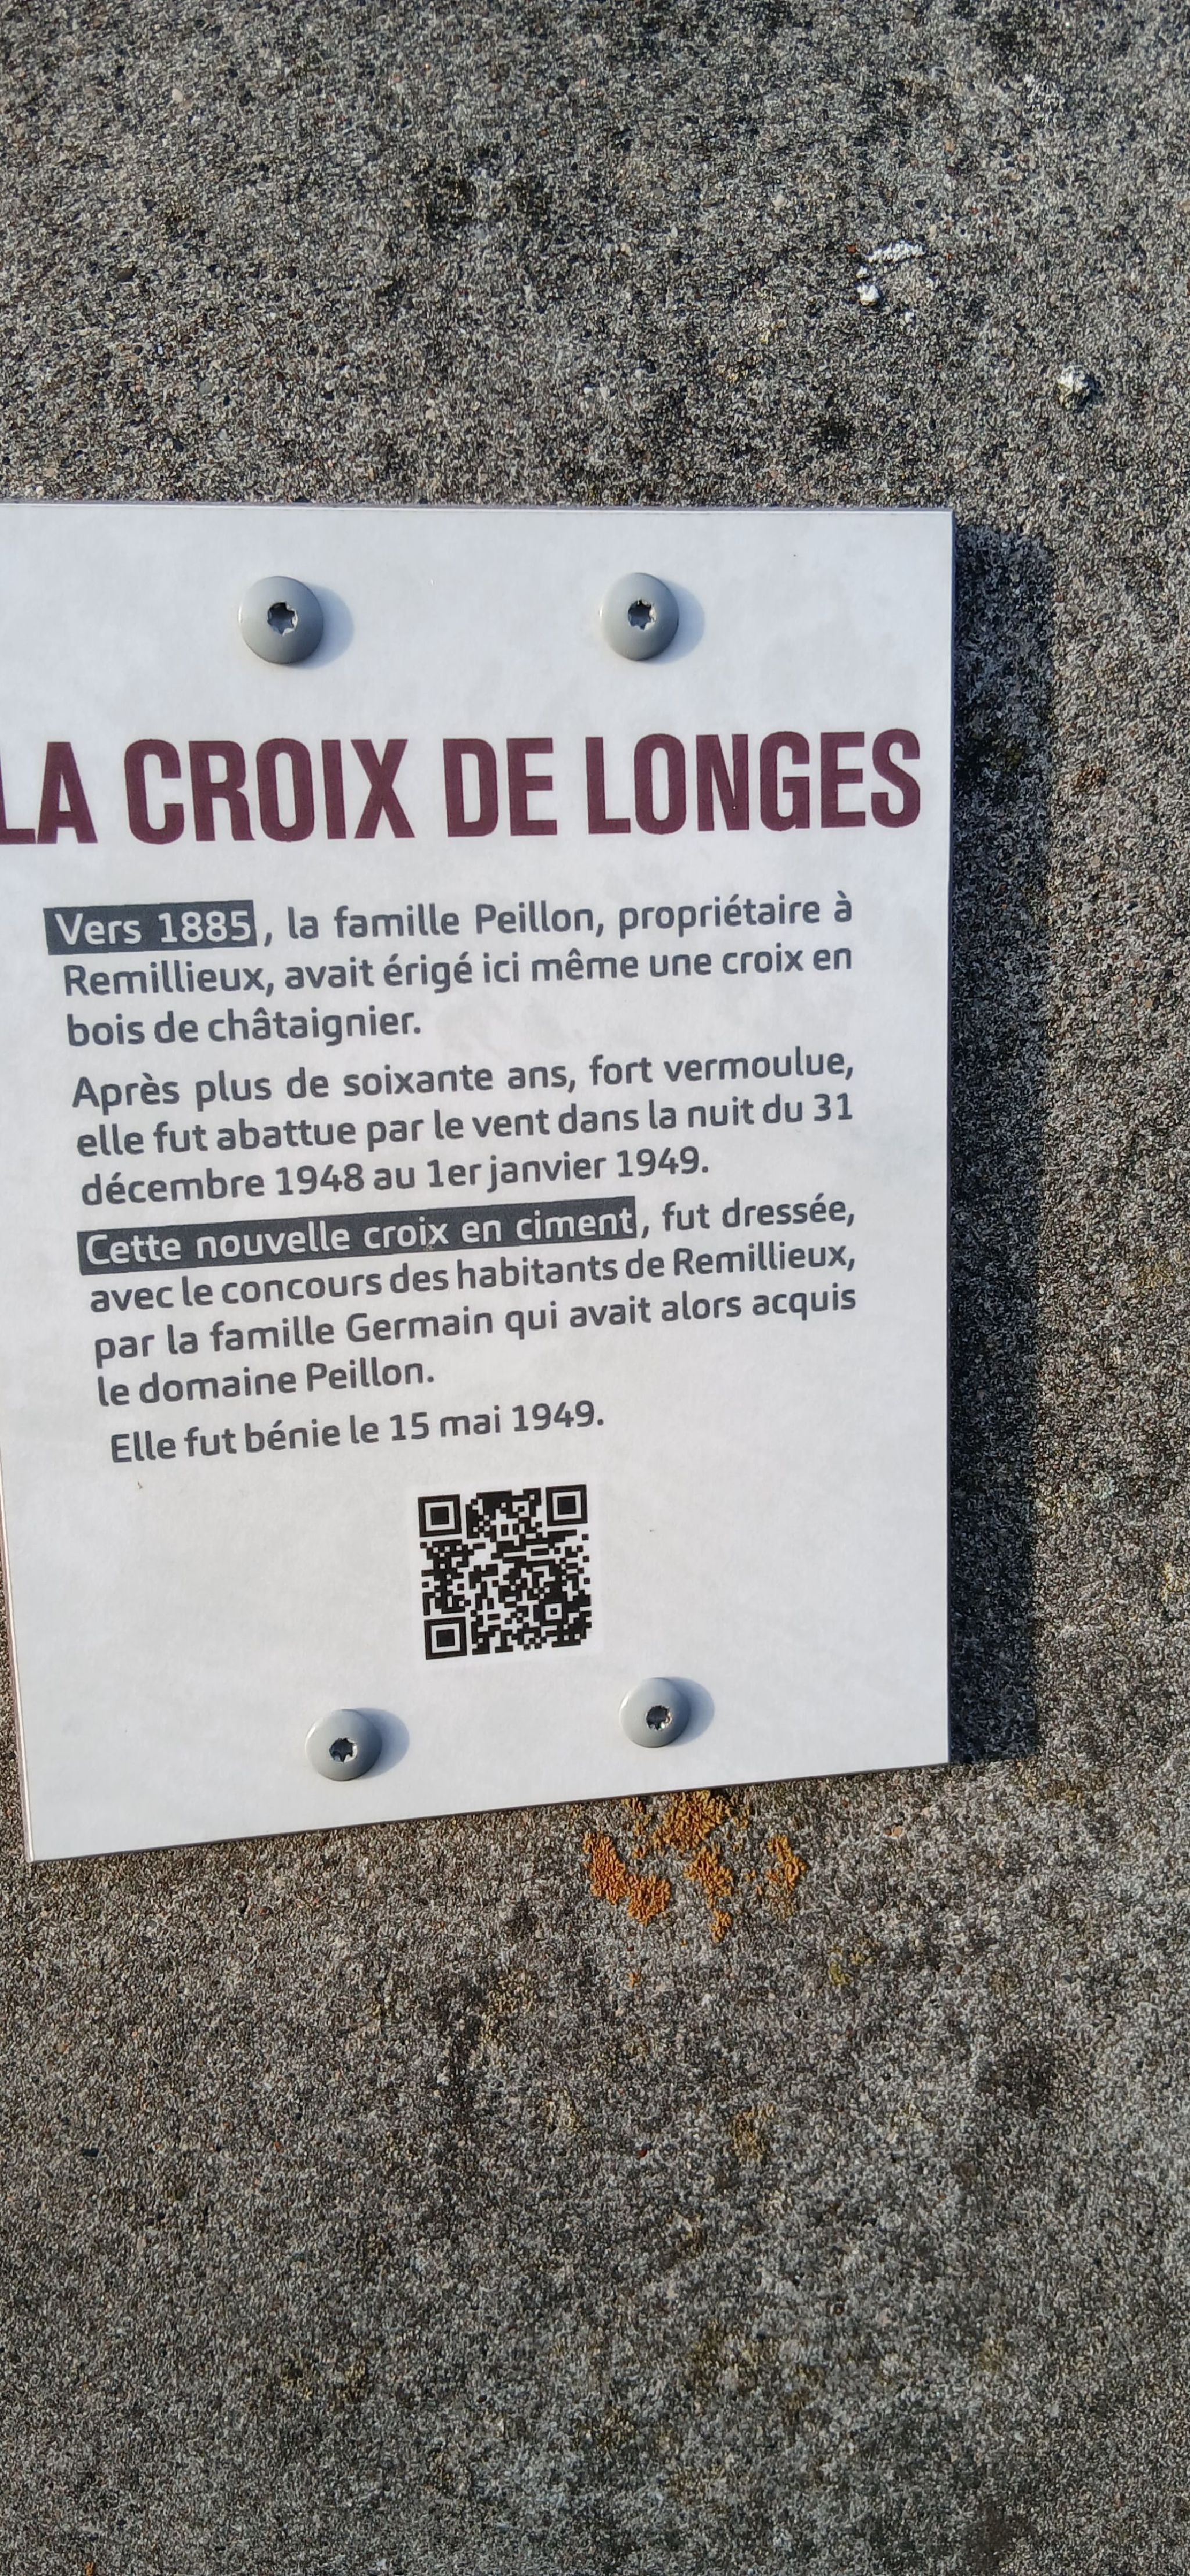 LA CROIX DE LONGES
Vers 1885, la famille Peillon, propriétaire à
Remillieux, avait érigé ici même une croix en
bois de châtaignier.
Après plus de soixante ans, fort vermoulue,
elle fut abattue par le vent dans la nuit du 31
décembre 1948 au 1er janvier 1949.
Cette nouvelle croix en ciment, fut dressée,
avec le concours des habitants de Remillieux,
par la famille Germain qui avait alors acquis
le domaine Peillon.
Elle fut bénie le 15 mai 1949.